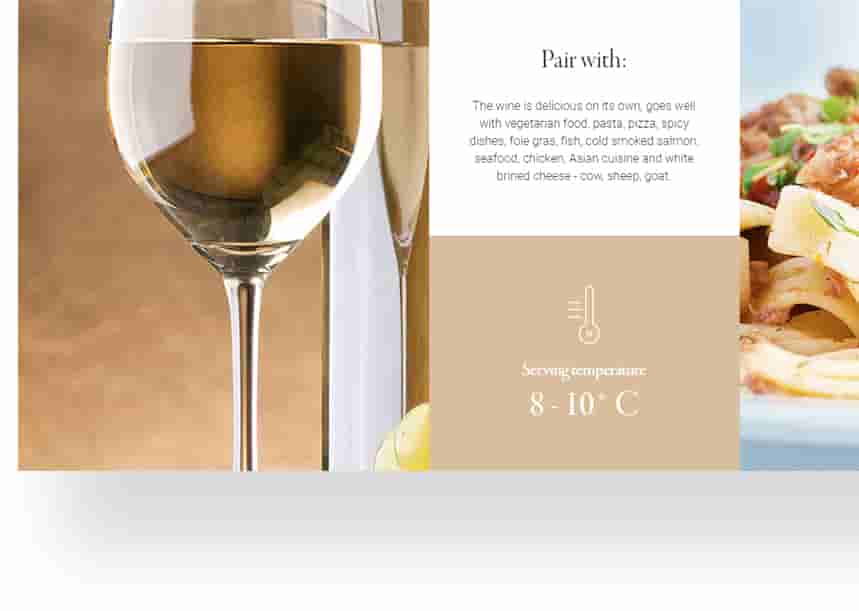 Pair with:
The wine is delicious on its own, goes well
with vegetarian food, pasta, pizza, spicy
dishes, foie gras, fish, cold smoked salmon,
seafood, chicken, Asian cuisine and white
brined cheese - cow, sheep, goat.
Serving temperature
8 - 10° C